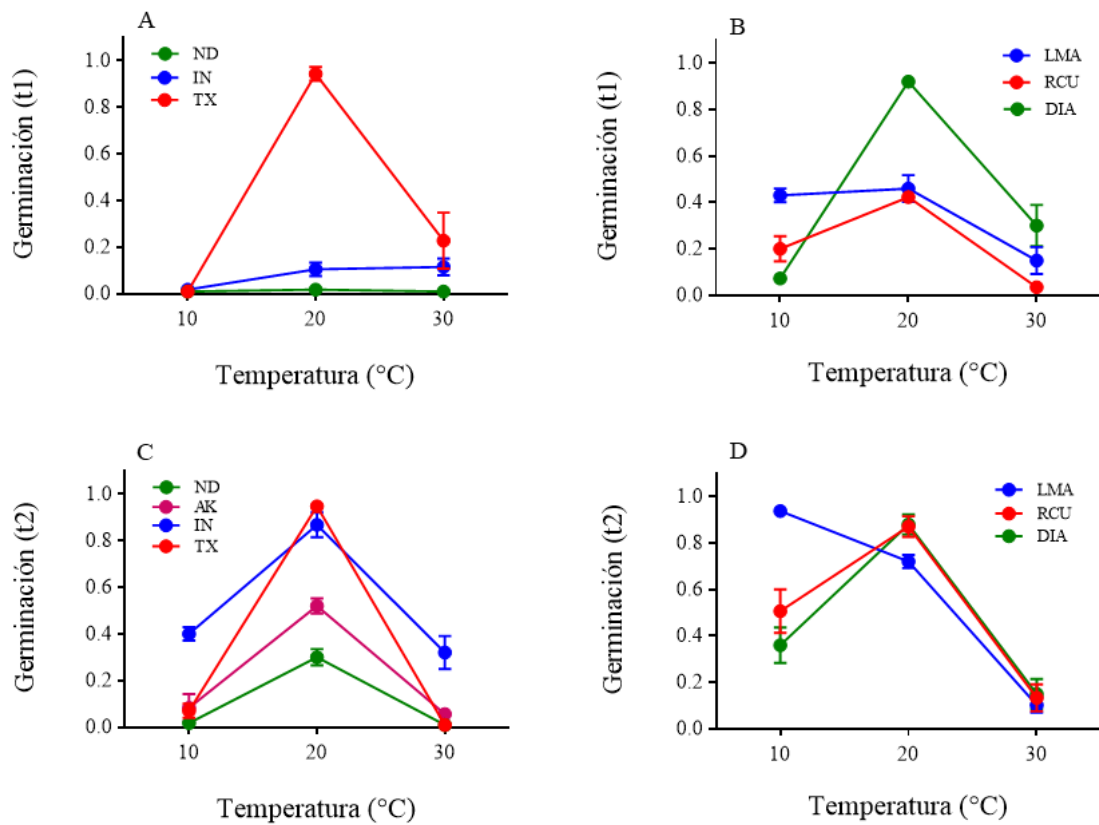 A
ND
IN
TX
Germinación (t1)
1.0
0.8
0.6
0.4
0.2
0.0
10
20
30
Temperatura (°C)
B
LMA
RCU
DIA
Germinación (t1)
1.0
0.8
0.6
0.4
0.2
0.0
10
20
30
Temperatura (°C)
C
ND
AK
IN
TX
Germinación (t2)
1.0
0.8
0.6
0.4
0.2
0.0
10
20
30
Temperatura (°C)
D
LMA
RCU
DIA
Germinación (t2)
1.0
0.8
0.6
0.4
0.2
0.0
10
20
30
Temperatura (°C)